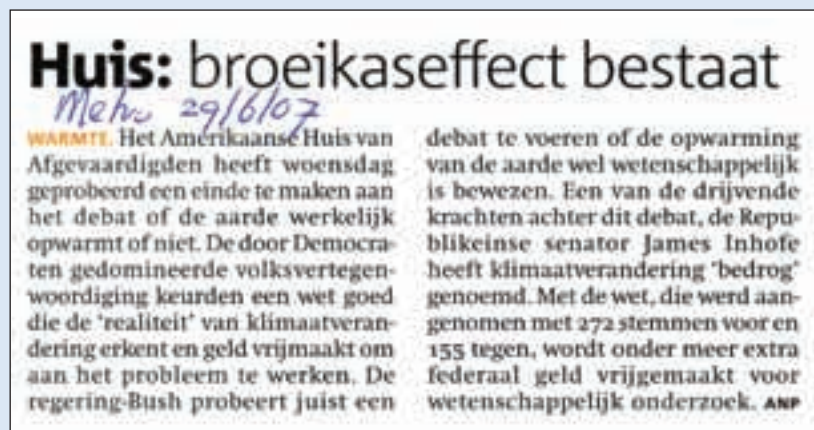 Huis: broeikaseffect bestaat
Metro 29/6/07
WARMTE. Het Amerikaanse Huis van
Afgevaardigden heeft woensdag
geprobeerd een einde te maken aan
het debat of de aarde werkelijk
opwarmt of niet. De door Democra-
ten gedomineerde volksvertegen-
woordiging keurden een wet goed
die de 'realiteit' van klimaatveran-
dering erkent en geld vrijmaakt om
aan het probleem te werken. De
regering-Bush probeert juist een
debat te voeren of de opwarming
van de aarde wel wetenschappelijk
is bewezen. Een van de drijvende
krachten achter dit debat, de Repu-
blikeinse senator James Inhofe
heeft klimaatverandering 'bedrog'
genoemd. Met de wet, die werd aan-
genomen met 272 stemmen voor en
155 tegen, wordt onder meer extra
federaal geld vrijgemaakt voor
wetenschappelijk onderzoek. ANP